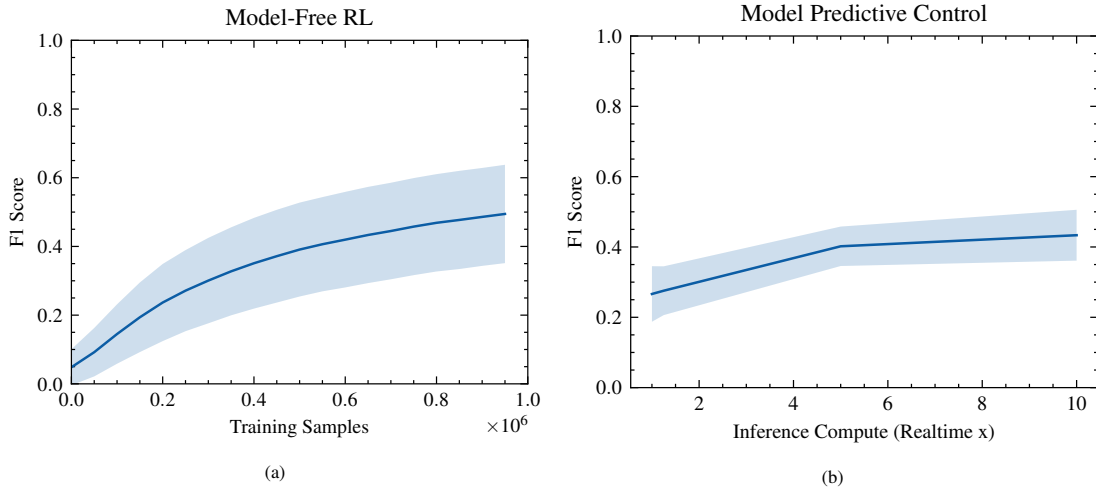 Model-Free RL
1.0
0.8
0.6
0.4
0.2
0.0
F1 Score
0.0 0.2 0.4 0.6 0.8 1.0
Training Samples ×10⁶
(a)
Model Predictive Control
1.0
0.8
0.6
0.4
0.2
0.0
F1 Score
2 4 6 8 10
Inference Compute (Realtime x)
(b)